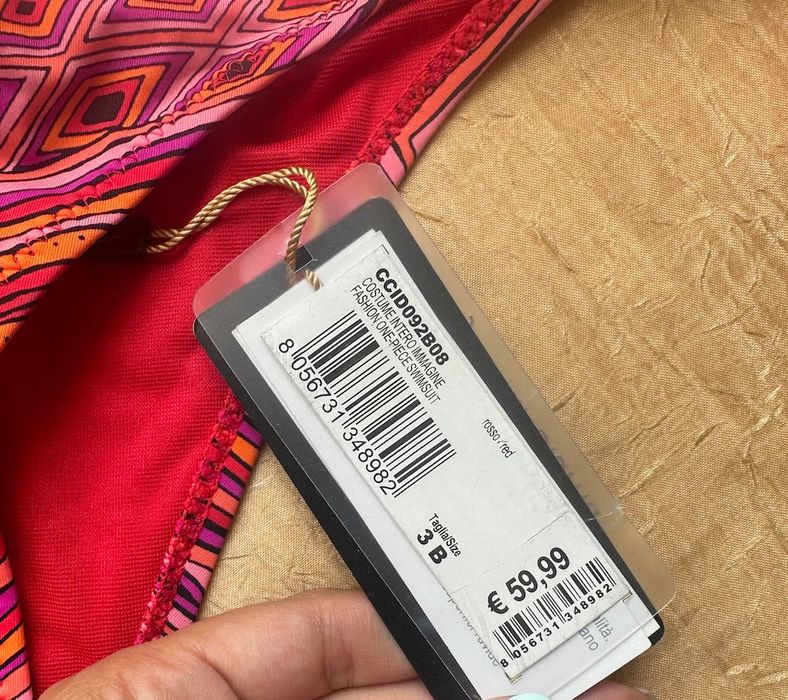 CCID092B08
COSTUME INTERO IMMAGINE
FASHION ONE-PIECE SWIMSUIT
8 056731 348982
rosso/red
Taglia/Size
3 B
€ 59,99
8 056731 348982